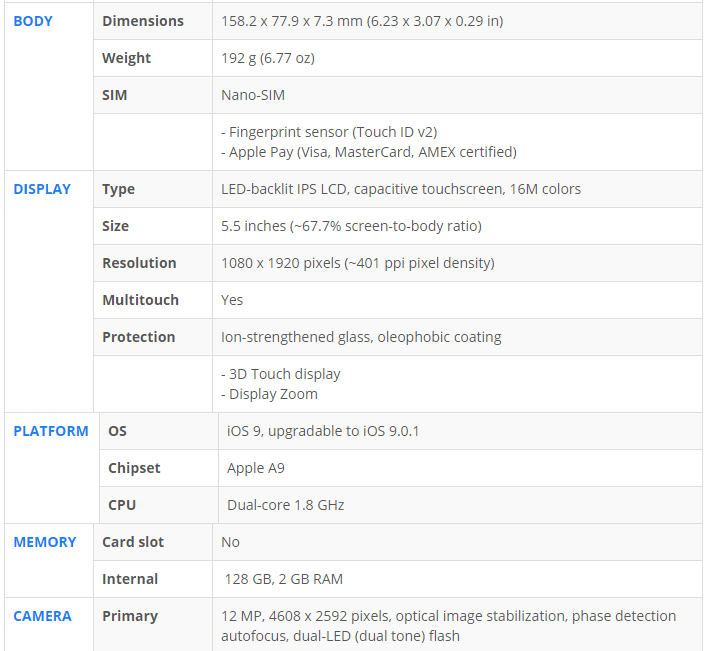 BODY Dimensions 158.2 x 77.9 x 7.3 mm (6.23 x 3.07 x 0.29 in)
Weight 192 g (6.77 oz)
SIM Nano-SIM
- Fingerprint sensor (Touch ID v2)
- Apple Pay (Visa, MasterCard, AMEX certified)
DISPLAY Type LED-backlit IPS LCD, capacitive touchscreen, 16M colors
Size 5.5 inches (~67.7% screen-to-body ratio)
Resolution 1080 x 1920 pixels (~401 ppi pixel density)
Multitouch Yes
Protection Ion-strengthened glass, oleophobic coating
- 3D Touch display
- Display Zoom
PLATFORM OS iOS 9, upgradable to iOS 9.0.1
Chipset Apple A9
CPU Dual-core 1.8 GHz
MEMORY Card slot No
Internal 128 GB, 2 GB RAM
CAMERA Primary 12 MP, 4608 x 2592 pixels, optical image stabilization, phase detection
autofocus, dual-LED (dual tone) flash